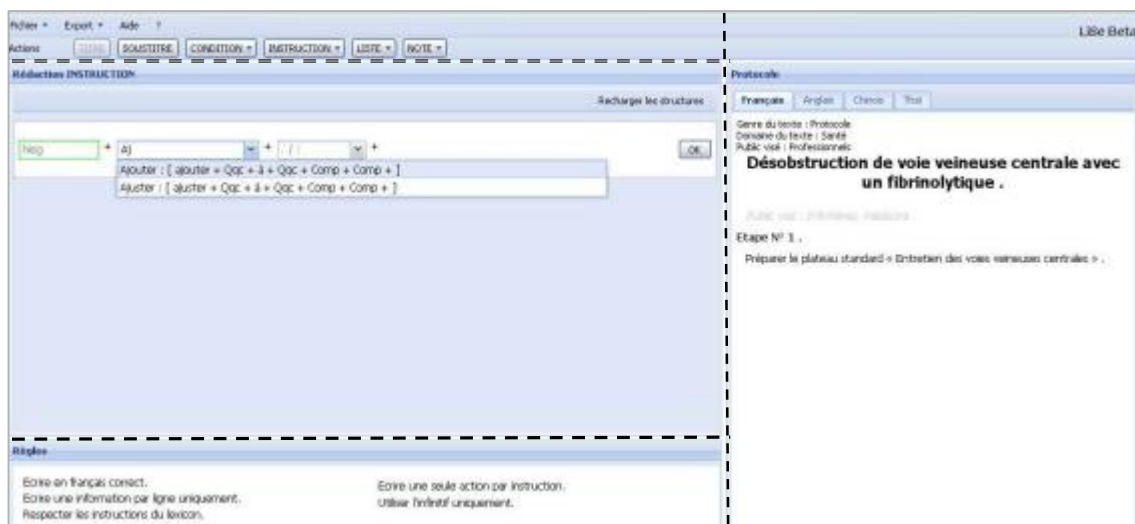 Fichier Export Aide ?
LiSe Beta
Actions TITRE SOUSTITRE CONDITION INSTRUCTION LISTE NOTE
Rédaction INSTRUCTION
Recharger les structures
Neg + Aj + / + OK
Ajouter : [ ajouter + Qqc + à + Qqc + Comp + Comp + ]
Ajuster : [ ajuster + Qqc + à + Qqc + Comp + Comp + ]
Protocole
Français Anglais Chinois Thaï
Genre du texte : Protocole
Domaine du texte : Santé
Public visé : Professionnels
Désobstruction de voie veineuse centrale avec
un fibrinolytique .
Etape N° 1 .
Préparer le plateau standard « Entretien des voies veineuses centrales » .
Règles
Ecrire en français correct.
Ecrire une information par ligne uniquement.
Respecter les instructions du lexicon.
Ecrire une seule action par instruction.
Utiliser l'infinitif uniquement.